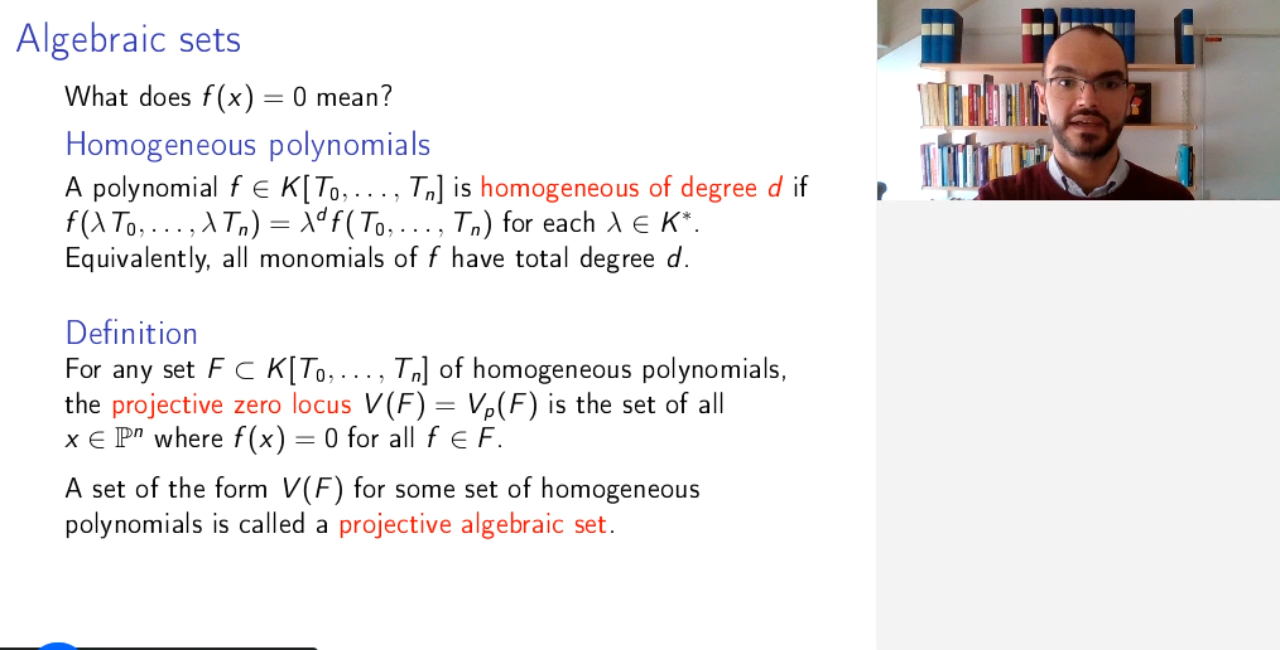 Algebraic sets
What does f(x) = 0 mean?
Homogeneous polynomials
A polynomial f ∈ K[T₀, . . . , Tₙ] is homogeneous of degree d if
f(λT₀, . . . , λTₙ) = λᵈf(T₀, . . . , Tₙ) for each λ ∈ K*.
Equivalently, all monomials of f have total degree d.
Definition
For any set F ⊂ K[T₀, . . . , Tₙ] of homogeneous polynomials,
the projective zero locus V(F) = Vₚ(F) is the set of all
x ∈ ℙⁿ where f(x) = 0 for all f ∈ F.
A set of the form V(F) for some set of homogeneous
polynomials is called a projective algebraic set.